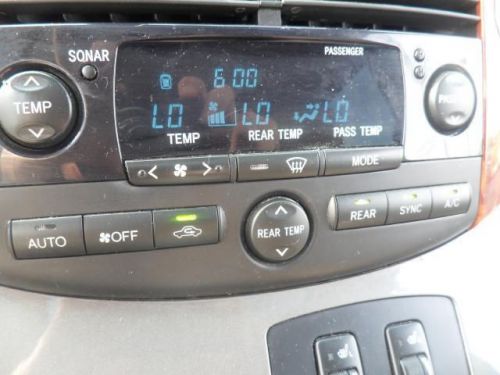 SONAR
PASSENGER
6:00
TEMP
LO LO LO
TEMP REAR TEMP PASS TEMP
MODE
AUTO OFF REAR TEMP REAR SYNC A/C